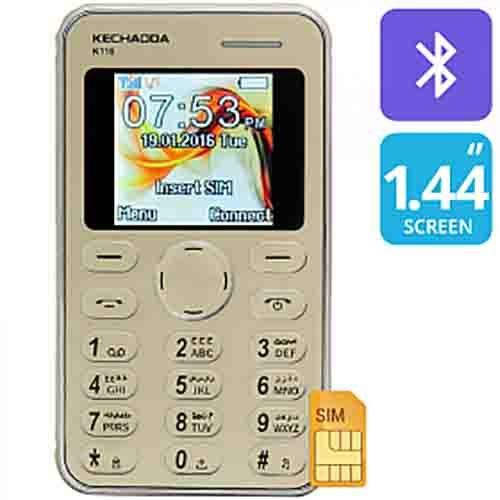 KECHAODA
K116
07:53 PM
19.01.2016 Tue
Insert SIM
Menu Connect
1.44"
SCREEN
1
2 ABC
3 DEF
4 GHI
5 JKL
6 MNO
7 PQRS
8 TUV
9 WXYZ
* 0 #
SIM